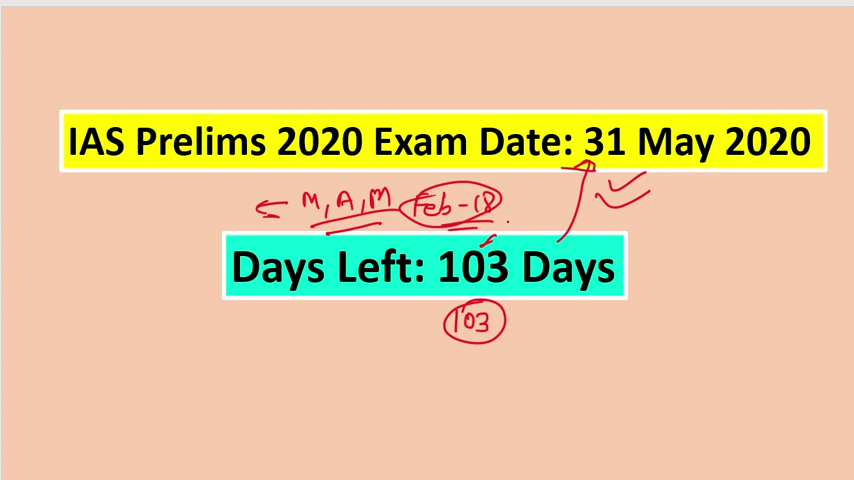 IAS Prelims 2020 Exam Date: 31 May 2020
M, A, M Feb-18
Days Left: 103 Days
103